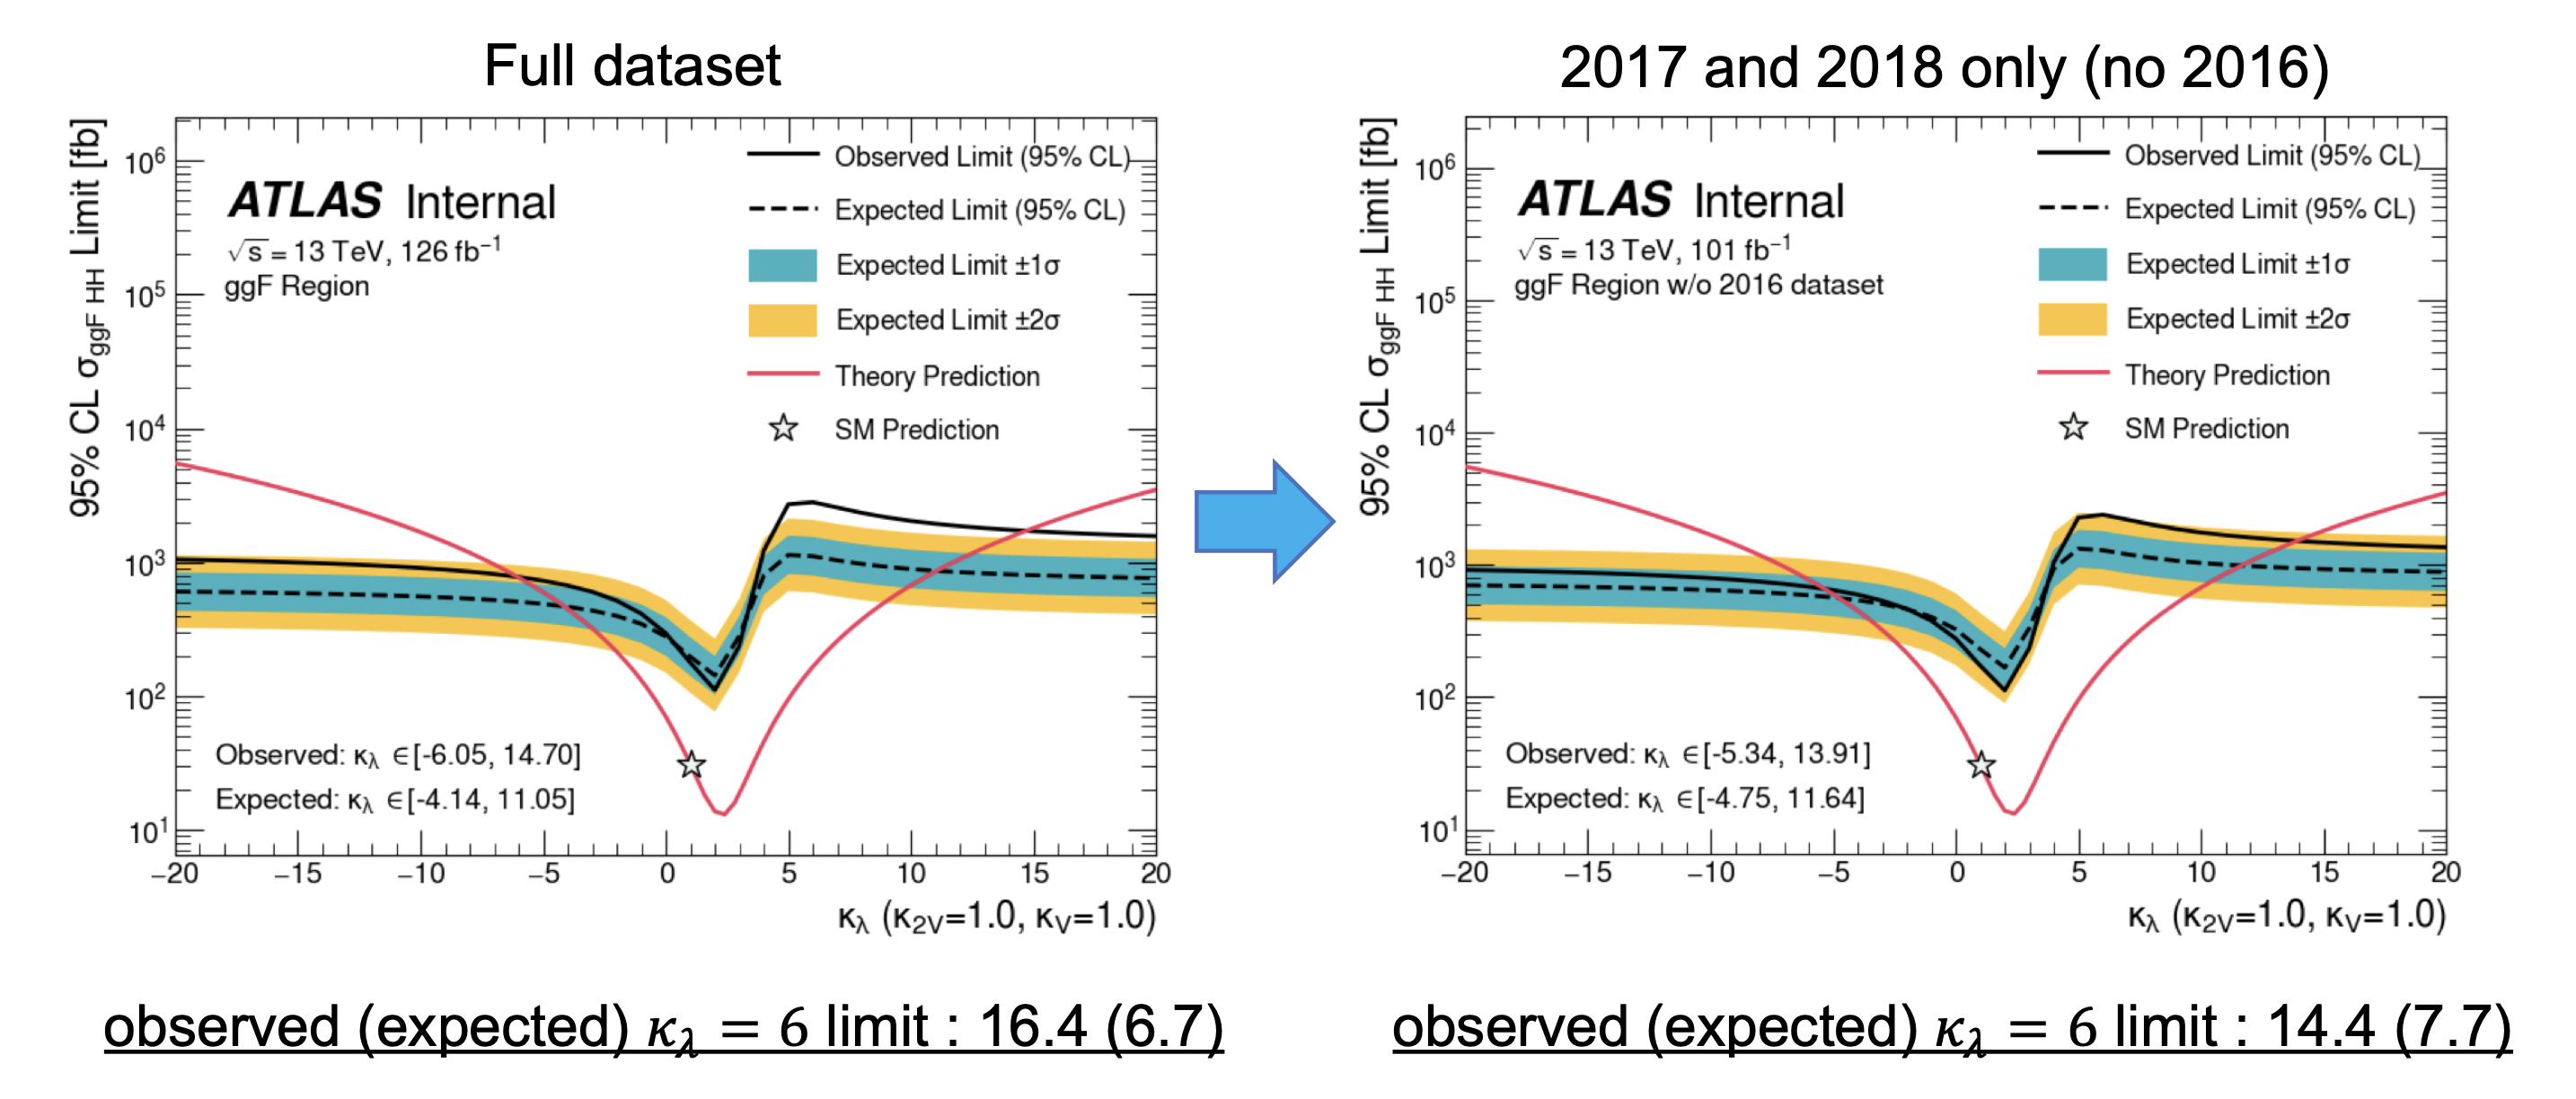 Full dataset
95% CL σggF HH Limit [fb]
10⁶
10⁵
10⁴
10³
10²
10¹
ATLAS Internal
√s = 13 TeV, 126 fb⁻¹
ggF Region
Observed Limit (95% CL)
Expected Limit (95% CL)
Expected Limit ±1σ
Expected Limit ±2σ
Theory Prediction
SM Prediction
Observed: κλ ∈[-6.05, 14.70]
Expected: κλ ∈[-4.14, 11.05]
−20 −15 −10 −5 0 5 10 15 20
κλ (κ2V=1.0, κV=1.0)
observed (expected) κλ = 6 limit : 16.4 (6.7)
2017 and 2018 only (no 2016)
95% CL σggF HH Limit [fb]
10⁶
10⁵
10⁴
10³
10²
10¹
ATLAS Internal
√s = 13 TeV, 101 fb⁻¹
ggF Region w/o 2016 dataset
Observed Limit (95% CL)
Expected Limit (95% CL)
Expected Limit ±1σ
Expected Limit ±2σ
Theory Prediction
SM Prediction
Observed: κλ ∈[-5.34, 13.91]
Expected: κλ ∈[-4.75, 11.64]
−20 −15 −10 −5 0 5 10 15 20
κλ (κ2V=1.0, κV=1.0)
observed (expected) κλ = 6 limit : 14.4 (7.7)